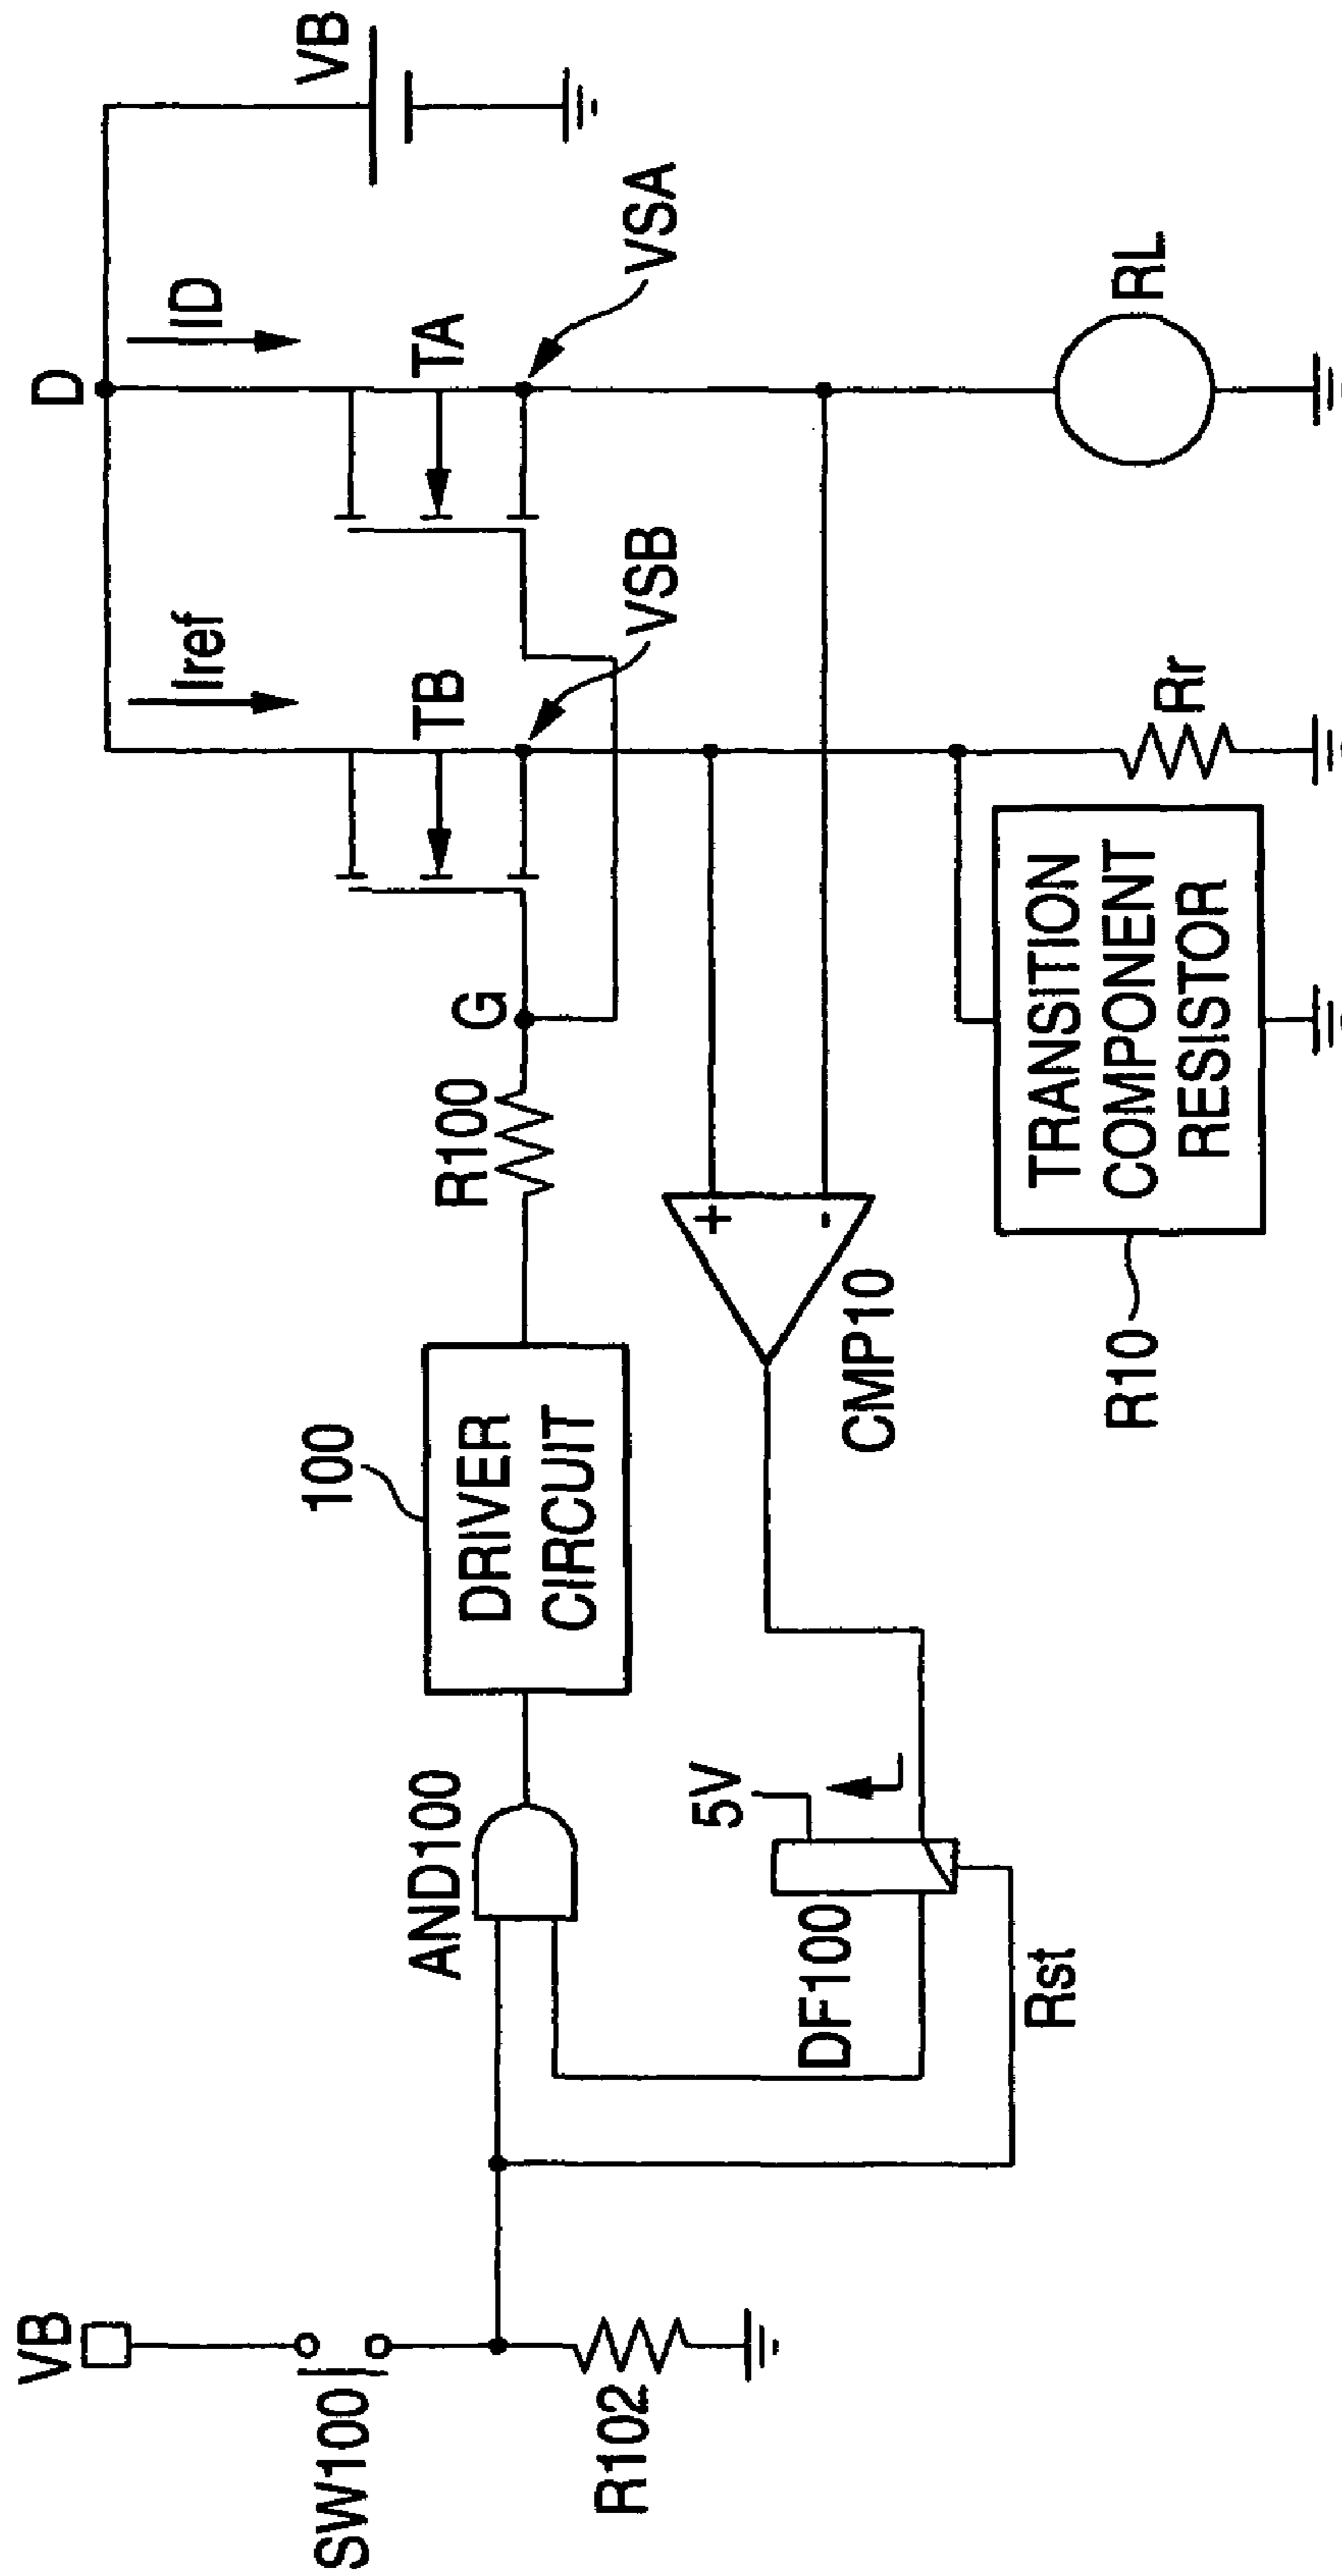 VB
SW100
R102
AND100
DF100
5V
Rst
100
DRIVER
CIRCUIT
R100
G
CMP10
+
-
R10
TRANSITION
COMPONENT
RESISTOR
Rr
Iref
TB
VSB
D
ID
TA
VSA
RL
VB